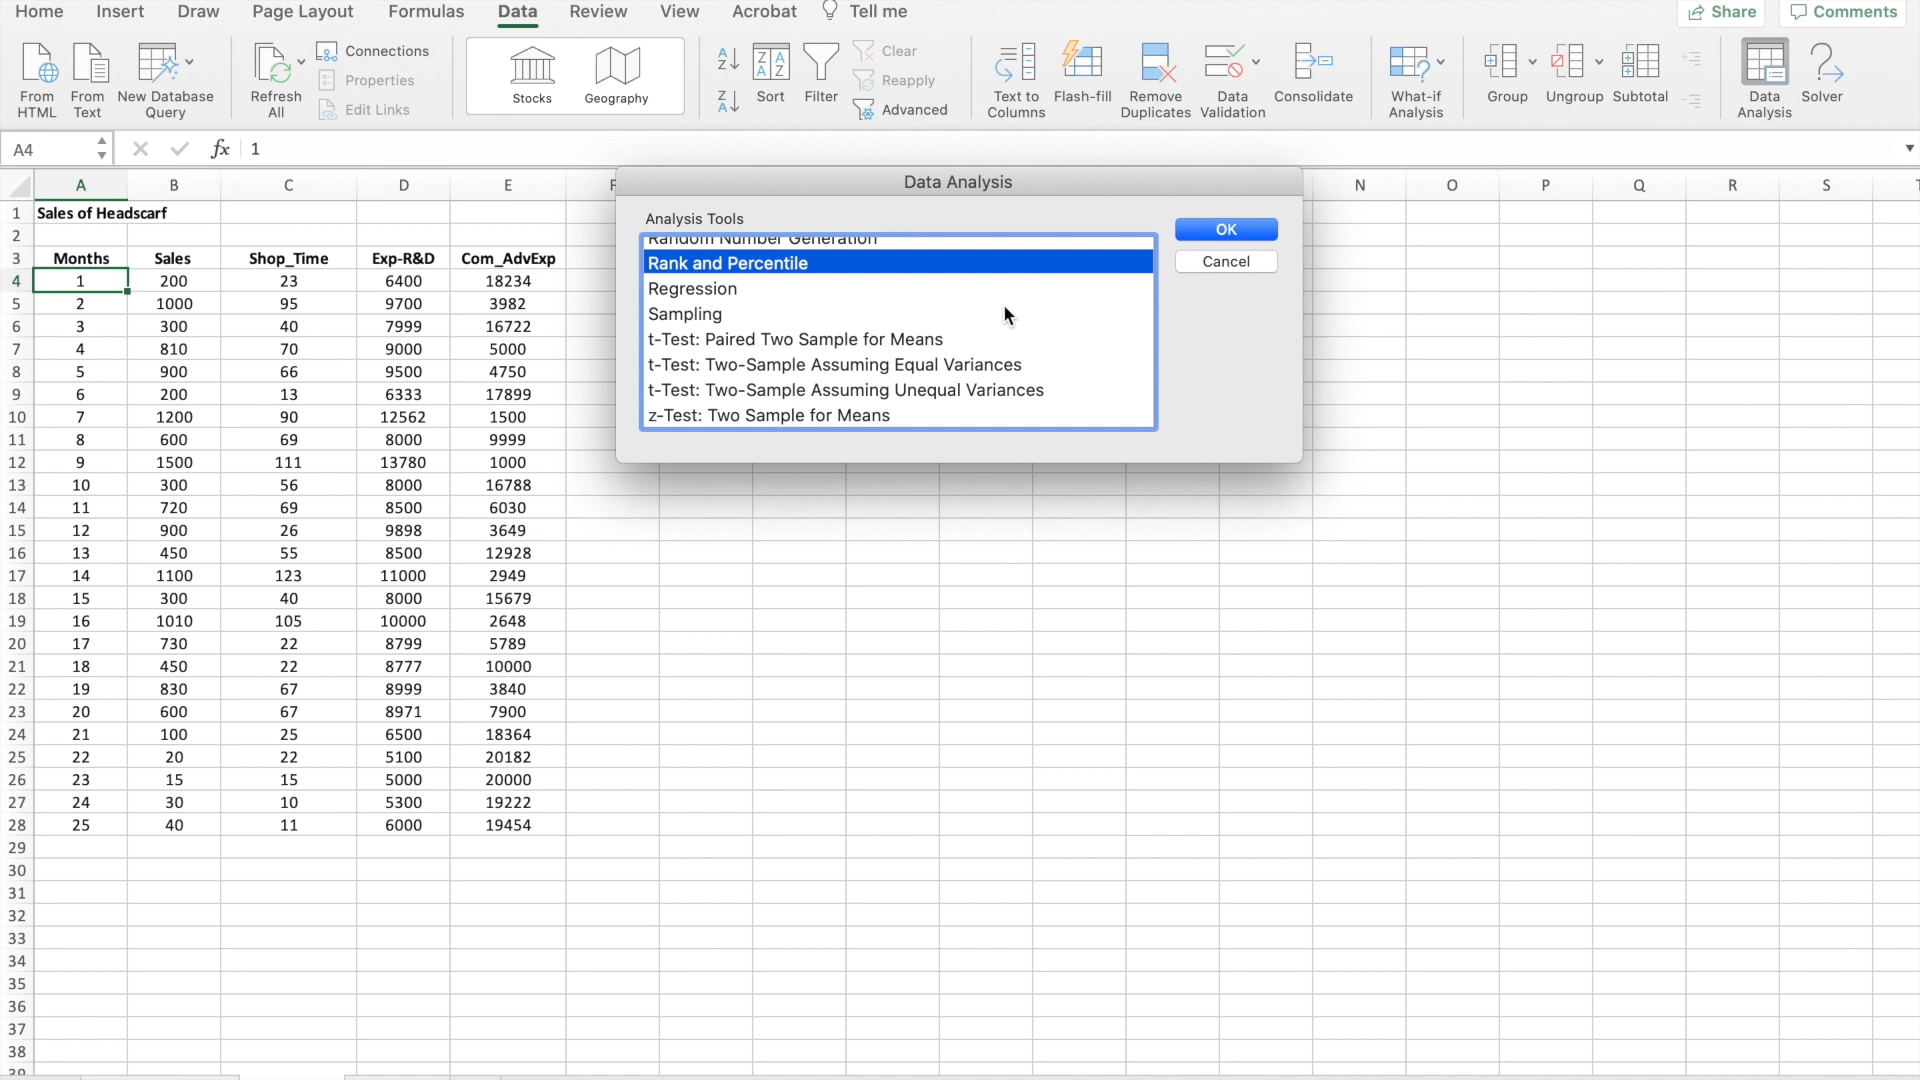 Home Insert Draw Page Layout Formulas Data Review View Acrobat Tell me Share Comments
From HTML From Text New Database Query Refresh All Connections Properties Edit Links Stocks Geography Sort Filter Clear Reapply Advanced Text to Columns Flash-fill Remove Duplicates Data Validation Consolidate What-if Analysis Group Ungroup Subtotal Data Analysis Solver
A4 fx 1
A B C D E F N O P Q R S T
Data Analysis
Analysis Tools
Random Number Generation
Rank and Percentile
Regression
Sampling
t-Test: Paired Two Sample for Means
t-Test: Two-Sample Assuming Equal Variances
t-Test: Two-Sample Assuming Unequal Variances
z-Test: Two Sample for Means
OK
Cancel
1 Sales of Headscarf
2
3 Months Sales Shop_Time Exp-R&D Com_AdvExp
4 1 200 23 6400 18234
5 2 1000 95 9700 3982
6 3 300 40 7999 16722
7 4 810 70 9000 5000
8 5 900 66 9500 4750
9 6 200 13 6333 17899
10 7 1200 90 12562 1500
11 8 600 69 8000 9999
12 9 1500 111 13780 1000
13 10 300 56 8000 16788
14 11 720 69 8500 6030
15 12 900 26 9898 3649
16 13 450 55 8500 12928
17 14 1100 123 11000 2949
18 15 300 40 8000 15679
19 16 1010 105 10000 2648
20 17 730 22 8799 5789
21 18 450 22 8777 10000
22 19 830 67 8999 3840
23 20 600 67 8971 7900
24 21 100 25 6500 18364
25 22 20 22 5100 20182
26 23 15 15 5000 20000
27 24 30 10 5300 19222
28 25 40 11 6000 19454
29
30
31
32
33
34
35
36
37
38
39